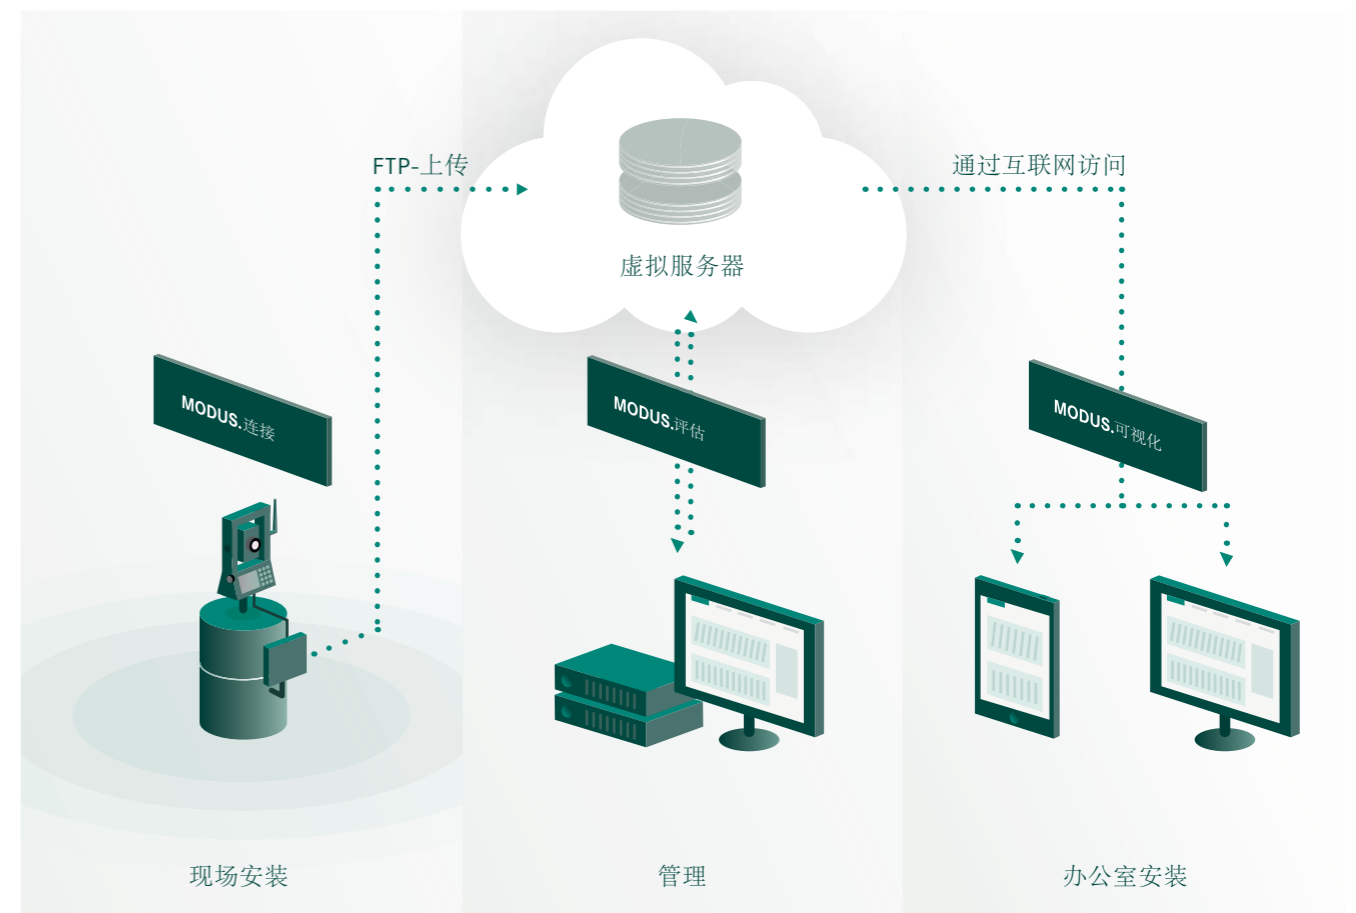 FTP-上传
通过互联网访问
虚拟服务器
MODUS.连接
MODUS.评估
MODUS.可视化
现场安装
管理
办公室安装